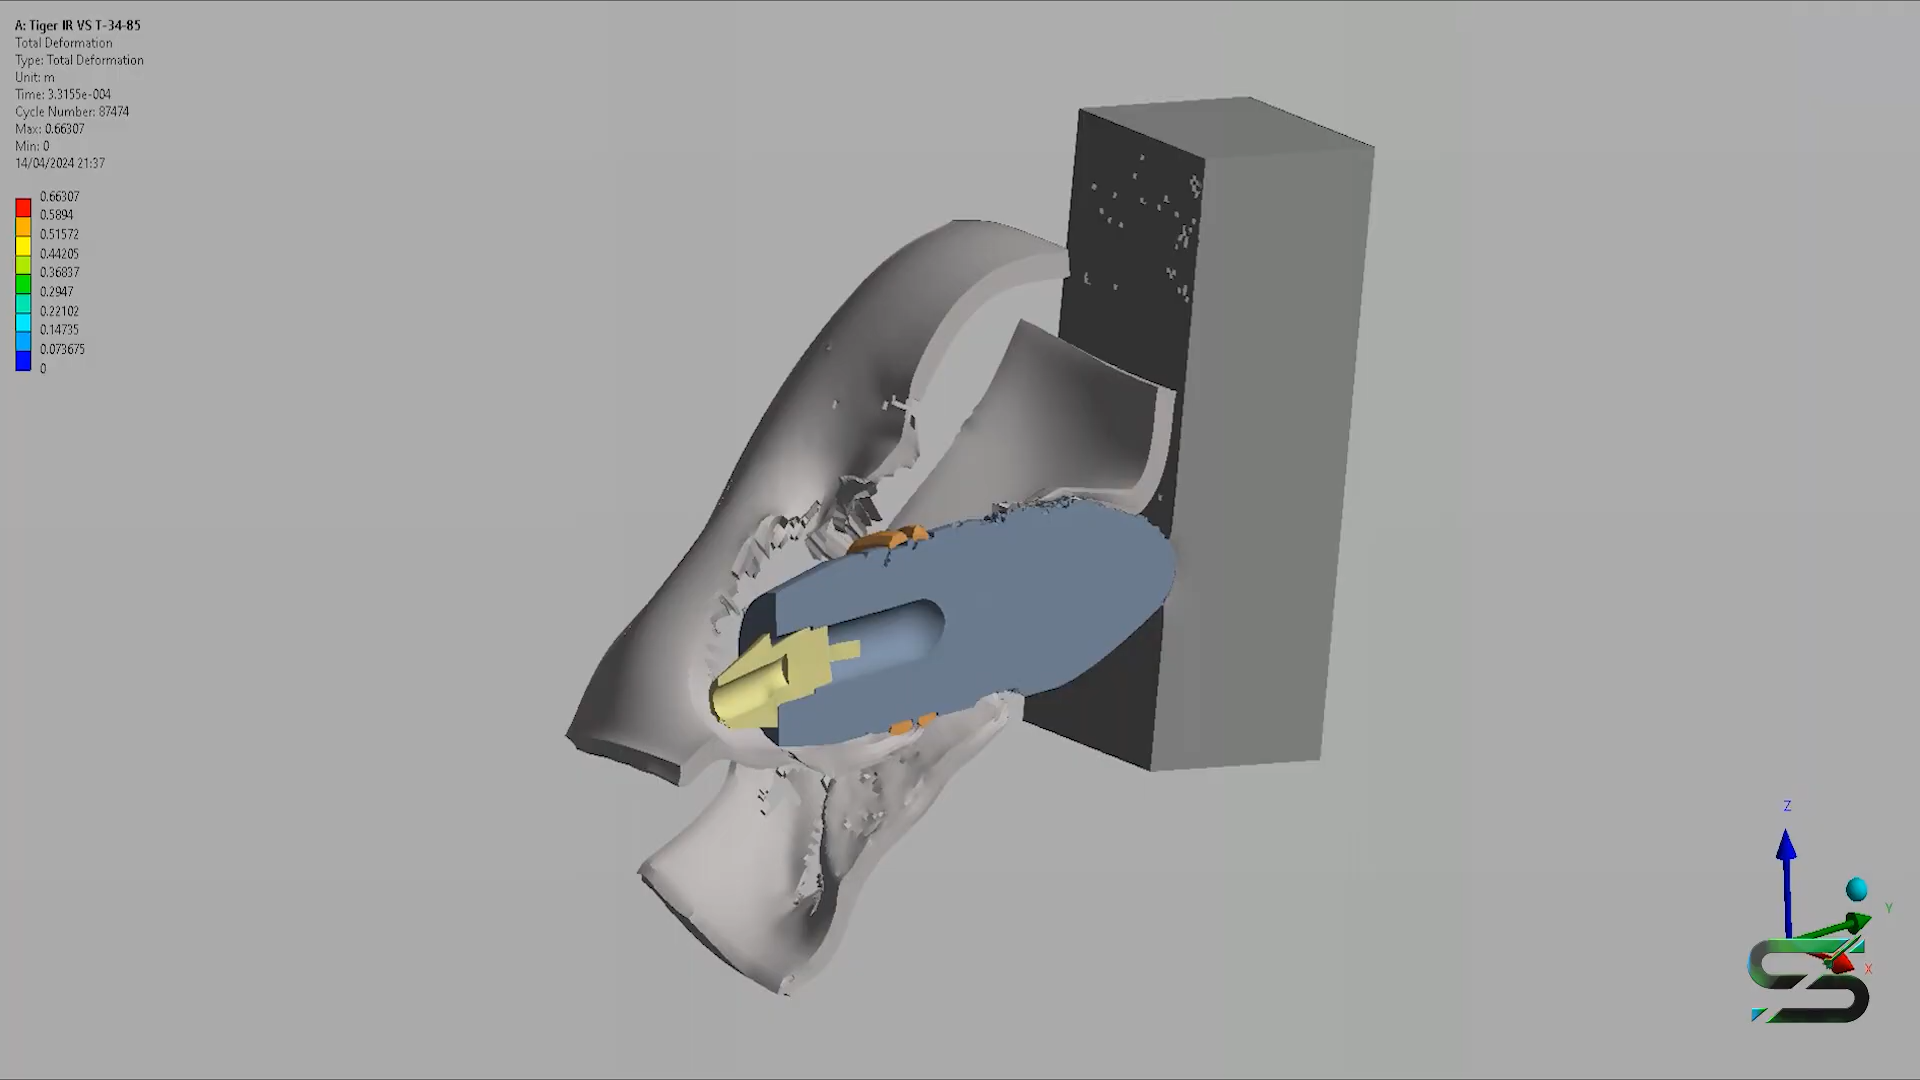 A: Tiger IR VS T-34-85
Total Deformation
Type: Total Deformation
Unit: m
Time: 3.3155e-004
Cycle Number: 87474
Max: 0.66307
Min: 0
14/04/2024 21:37
0.66307
0.5894
0.51572
0.44205
0.36837
0.2947
0.22102
0.14735
0.073675
0
Z
Y
X